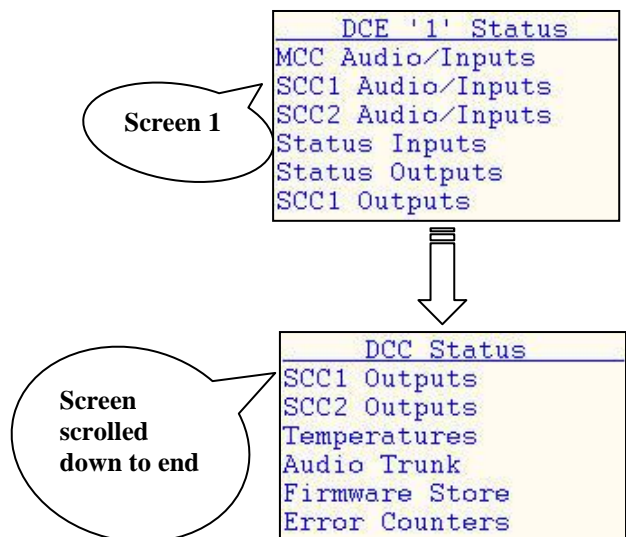 DCE '1' Status
MCC Audio/Inputs
SCC1 Audio/Inputs
SCC2 Audio/Inputs
Status Inputs
Status Outputs
SCC1 Outputs
Screen 1
DCC Status
SCC1 Outputs
SCC2 Outputs
Temperatures
Audio Trunk
Firmware Store
Error Counters
Screen
scrolled
down to end